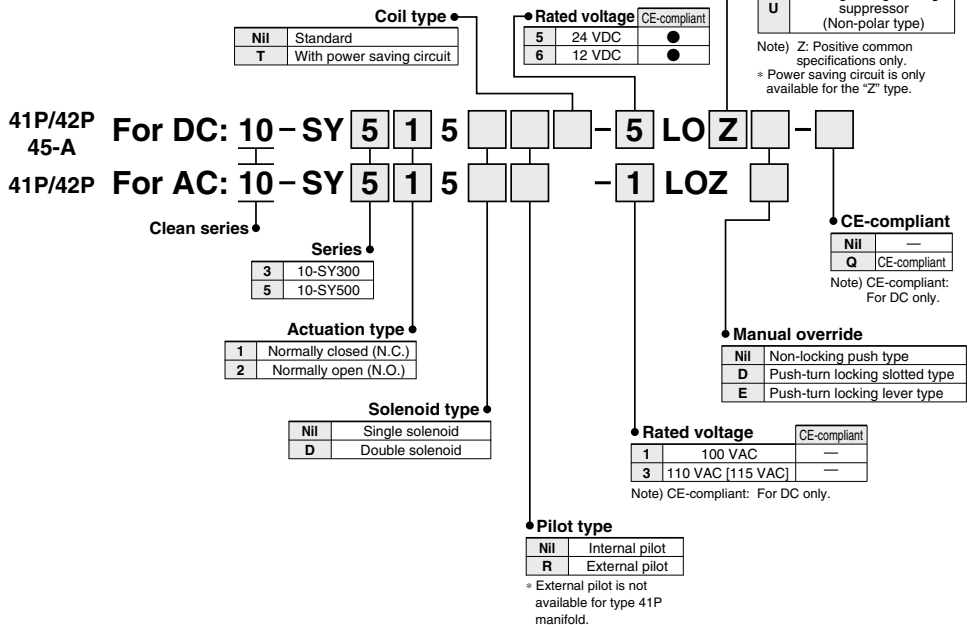 Coil type
Nil Standard
T With power saving circuit
Rated voltage CE-compliant
5 24 VDC ●
6 12 VDC ●
U suppressor
(Non-polar type)
Note) Z: Positive common
specifications only.
* Power saving circuit is only
available for the "Z" type.
41P/42P
45-A
For DC: 10 – SY 5 1 5 – 5 LO Z –
41P/42P For AC: 10 – SY 5 1 5 – 1 LOZ
Clean series
Series
3 10-SY300
5 10-SY500
Actuation type
1 Normally closed (N.C.)
2 Normally open (N.O.)
Solenoid type
Nil Single solenoid
D Double solenoid
Pilot type
Nil Internal pilot
R External pilot
* External pilot is not
available for type 41P
manifold.
Rated voltage CE-compliant
1 100 VAC —
3 110 VAC [115 VAC] —
Note) CE-compliant: For DC only.
Manual override
Nil Non-locking push type
D Push-turn locking slotted type
E Push-turn locking lever type
CE-compliant
Nil —
Q CE-compliant
Note) CE-compliant:
For DC only.